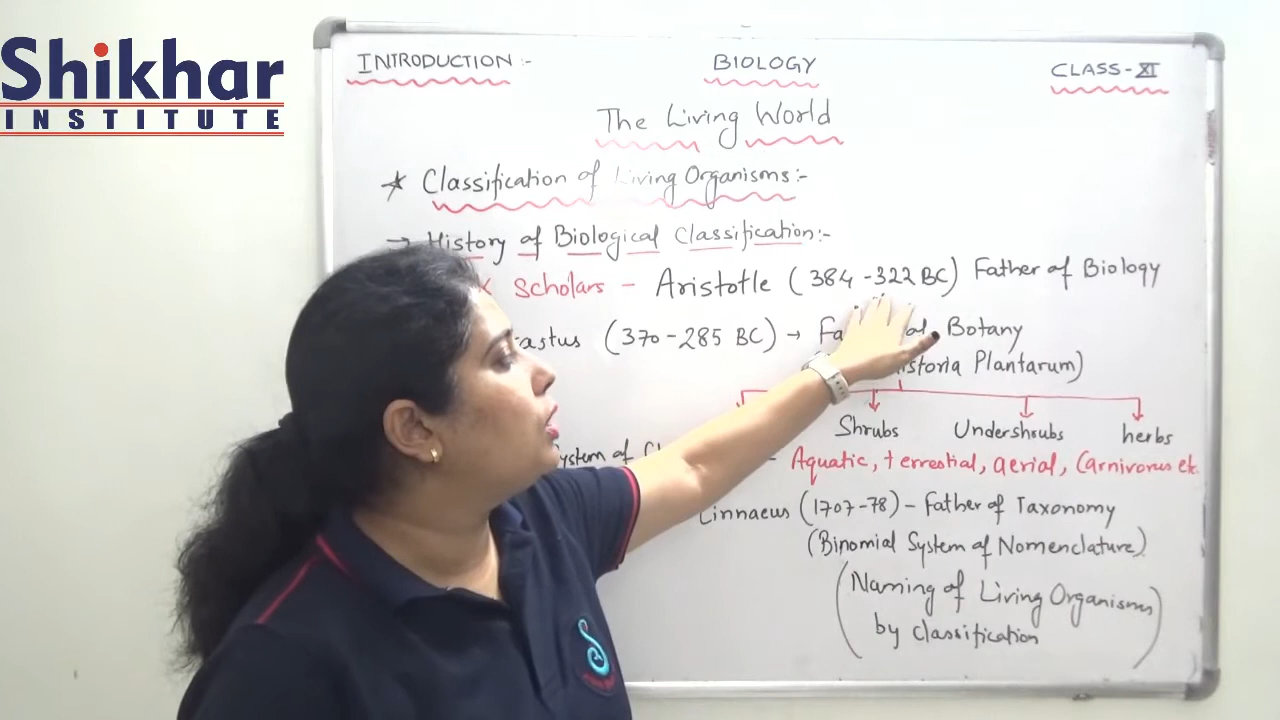 Shikhar
INSTITUTE
INTRODUCTION:- BIOLOGY CLASS-XI
The Living World
★ Classification of Living Organisms:-
→ History of Biological Classification:-
Scholars - Aristotle (384-322 BC) Father of Biology
(370-285 BC) → Botany
Plantarum)
Shrubs Undershrubs herbs
of - Aquatic, terrestial, aerial, Carnivorus etc.
Linnaeus (1707-78) - Father of Taxonomy
(Binomial System of Nomenclature)
(Naming of Living Organisms
by classification)